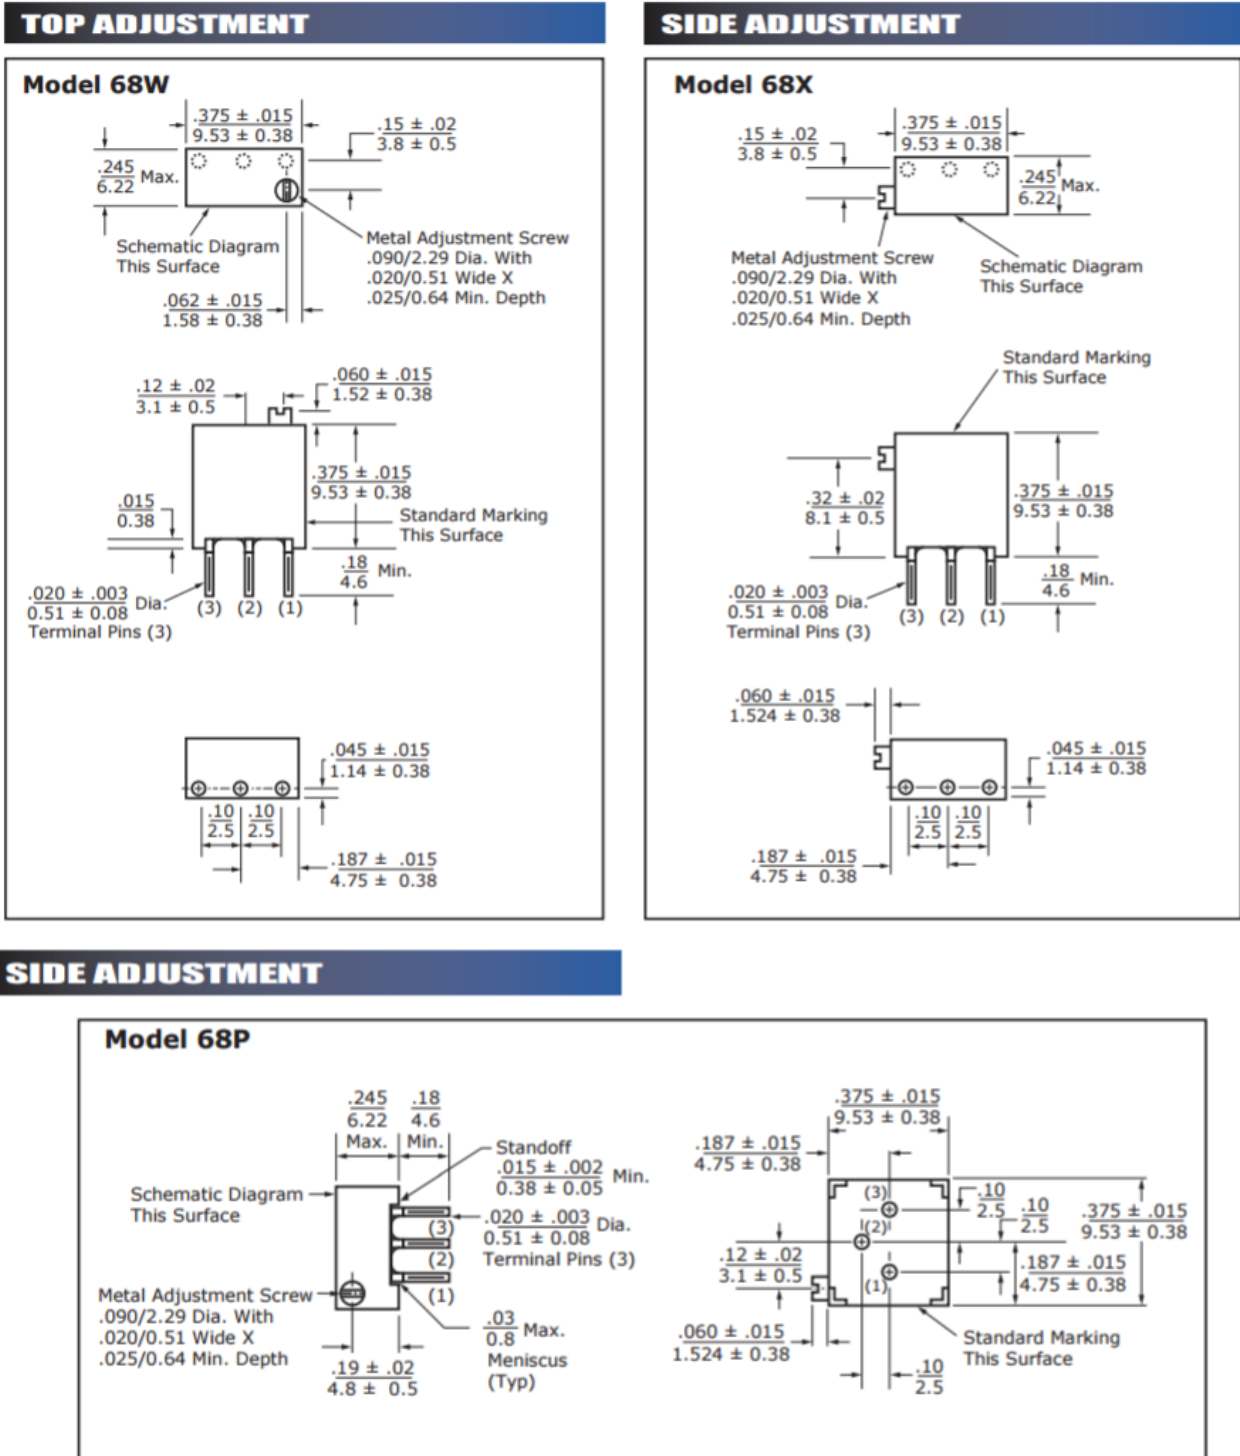 TOP ADJUSTMENT
Model 68W
.375 ± .015
9.53 ± 0.38
.15 ± .02
3.8 ± 0.5
.245
6.22 Max.
Schematic Diagram
This Surface
Metal Adjustment Screw
.090/2.29 Dia. With
.020/0.51 Wide X
.025/0.64 Min. Depth
.062 ± .015
1.58 ± 0.38
.12 ± .02
3.1 ± 0.5
.060 ± .015
1.52 ± 0.38
.375 ± .015
9.53 ± 0.38
.015
0.38
Standard Marking
This Surface
.18
4.6 Min.
.020 ± .003
0.51 ± 0.08 Dia.
Terminal Pins (3)
(3) (2) (1)
.045 ± .015
1.14 ± 0.38
.10 .10
2.5 2.5
.187 ± .015
4.75 ± 0.38
SIDE ADJUSTMENT
Model 68X
.15 ± .02
3.8 ± 0.5
.375 ± .015
9.53 ± 0.38
.245
6.22 Max.
Metal Adjustment Screw
.090/2.29 Dia. With
.020/0.51 Wide X
.025/0.64 Min. Depth
Schematic Diagram
This Surface
Standard Marking
This Surface
.32 ± .02
8.1 ± 0.5
.375 ± .015
9.53 ± 0.38
.18
4.6 Min.
.020 ± .003
0.51 ± 0.08 Dia.
Terminal Pins (3)
(3) (2) (1)
.060 ± .015
1.524 ± 0.38
.045 ± .015
1.14 ± 0.38
.10 .10
2.5 2.5
.187 ± .015
4.75 ± 0.38
SIDE ADJUSTMENT
Model 68P
.245 .18
6.22 4.6
Max. Min.
Standoff
.015 ± .002
0.38 ± 0.05 Min.
Schematic Diagram
This Surface
.020 ± .003
0.51 ± 0.08 Dia.
Terminal Pins (3)
(3)
(2)
(1)
Metal Adjustment Screw
.090/2.29 Dia. With
.020/0.51 Wide X
.025/0.64 Min. Depth
.03
0.8 Max.
Meniscus
(Typ)
.19 ± .02
4.8 ± 0.5
.375 ± .015
9.53 ± 0.38
.187 ± .015
4.75 ± 0.38
(3)
(2)
(1)
.10
2.5
.10
2.5
.375 ± .015
9.53 ± 0.38
.12 ± .02
3.1 ± 0.5
.187 ± .015
4.75 ± 0.38
.060 ± .015
1.524 ± 0.38
.10
2.5
Standard Marking
This Surface